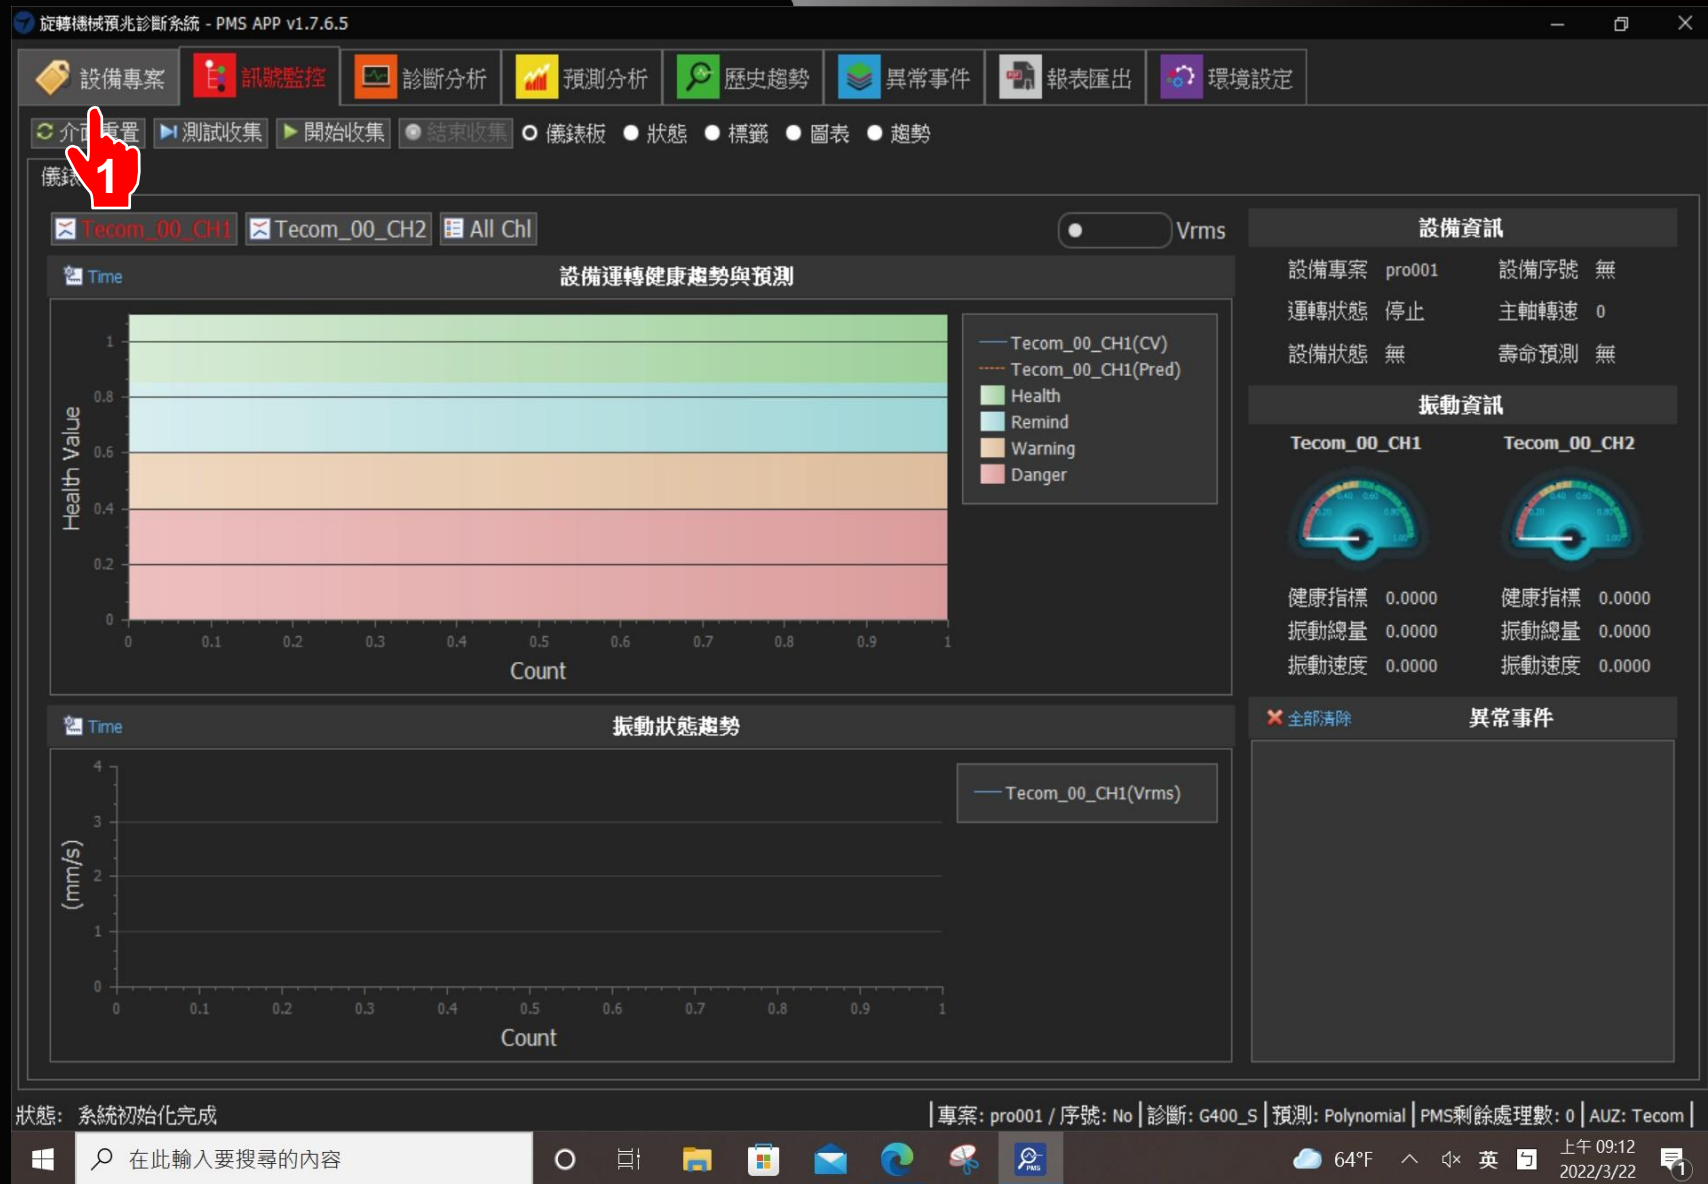 旋轉機械預兆診斷系統 - PMS APP v1.7.6.5
設備專案 訊號監控 診斷分析 預測分析 歷史趨勢 異常事件 報表匯出 環境設定
測試收集 開始收集 結束收集 儀錶板 狀態 標籤 圖表 趨勢
1
Tecom_00_CH1 Tecom_00_CH2 All Chl Vrms
Time 設備運轉健康趨勢與預測
Health Value
1
0.8
0.6
0.4
0.2
0
0 0.1 0.2 0.3 0.4 0.5 0.6 0.7 0.8 0.9 1
Count
Tecom_00_CH1(CV)
Tecom_00_CH1(Pred)
Health
Remind
Warning
Danger
Time 振動狀態趨勢
(mm/s)
4
3
2
1
0
0 0.1 0.2 0.3 0.4 0.5 0.6 0.7 0.8 0.9 1
Count
Tecom_00_CH1(Vrms)
設備資訊
設備專案 pro001 設備序號 無
運轉狀態 停止 主軸轉速 0
設備狀態 無 壽命預測 無
振動資訊
Tecom_00_CH1 Tecom_00_CH2
健康指標 0.0000 健康指標 0.0000
振動總量 0.0000 振動總量 0.0000
振動速度 0.0000 振動速度 0.0000
全部清除 異常事件
狀態: 系統初始化完成
專案: pro001 / 序號: No | 診斷: G400_S | 預測: Polynomial | PMS剩餘處理數: 0 | AUZ: Tecom |
在此輸入要搜尋的內容
PMS
64°F 英 ㄅ 上午 09:12
2022/3/22
1